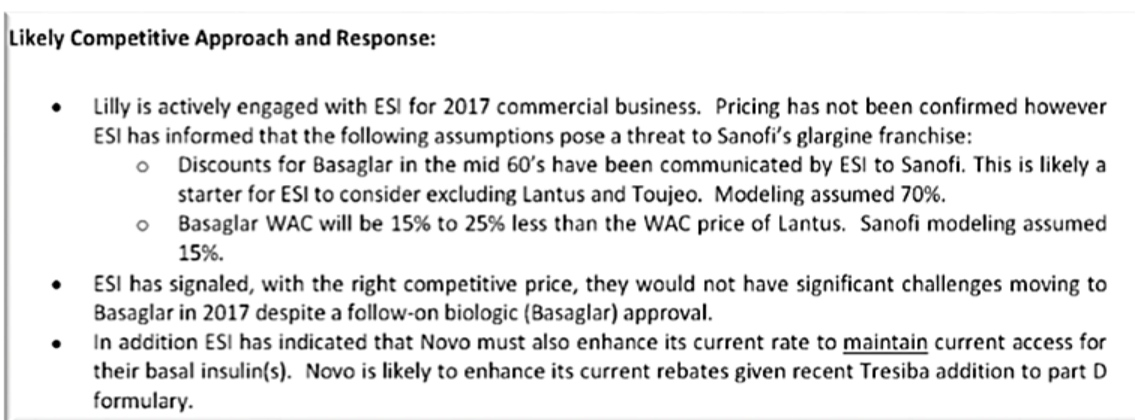 Likely Competitive Approach and Response:
• Lilly is actively engaged with ESI for 2017 commercial business. Pricing has not been confirmed however
ESI has informed that the following assumptions pose a threat to Sanofi's glargine franchise:
o Discounts for Basaglar in the mid 60's have been communicated by ESI to Sanofi. This is likely a
starter for ESI to consider excluding Lantus and Toujeo. Modeling assumed 70%.
o Basaglar WAC will be 15% to 25% less than the WAC price of Lantus. Sanofi modeling assumed
15%.
• ESI has signaled, with the right competitive price, they would not have significant challenges moving to
Basaglar in 2017 despite a follow-on biologic (Basaglar) approval.
• In addition ESI has indicated that Novo must also enhance its current rate to maintain current access for
their basal insulin(s). Novo is likely to enhance its current rebates given recent Tresiba addition to part D
formulary.